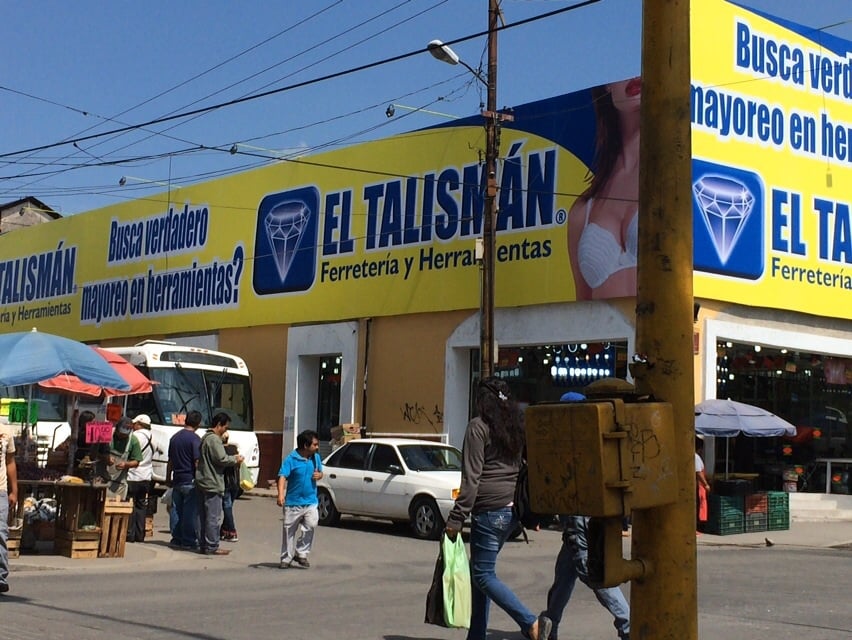 TALISMÁN
ría y Herramientas
Busca verdadero
mayoreo en herramientas?
EL TALISMÁN®
Ferretería y Herramientas
Busca verd
mayoreo en her
EL TA
Ferretería